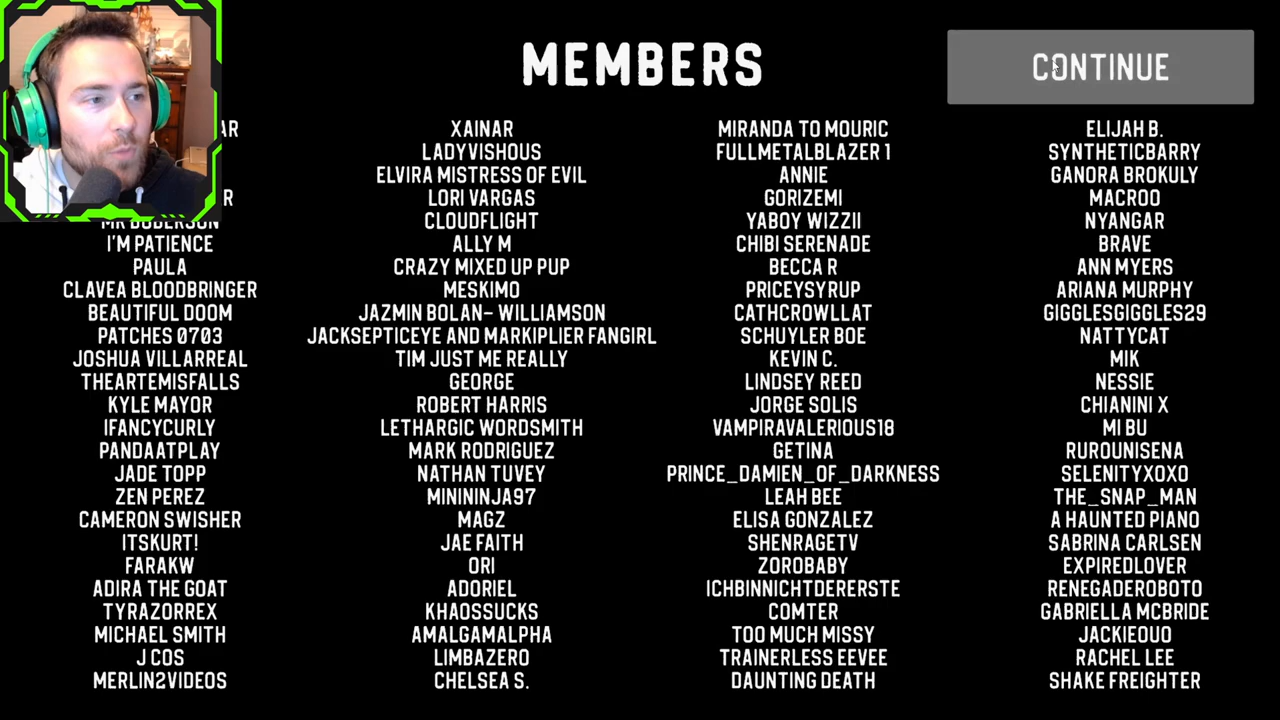 MEMBERS
CONTINUE
AR
R
MR BOBERSON
I'M PATIENCE
PAULA
CLAVEA BLOODBRINGER
BEAUTIFUL DOOM
PATCHES 0703
JOSHUA VILLARREAL
THEARTEMISFALLS
KYLE MAYOR
IFANCYCURLY
PANDAATPLAY
JADE TOPP
ZEN PEREZ
CAMERON SWISHER
ITSKURT!
FARAKW
ADIRA THE GOAT
TYRAZORREX
MICHAEL SMITH
J COS
MERLIN2VIDEOS
XAINAR
LADYVISHOUS
ELVIRA MISTRESS OF EVIL
LORI VARGAS
CLOUDFLIGHT
ALLY M
CRAZY MIXED UP PUP
MESKIMO
JAZMIN BOLAN- WILLIAMSON
JACKSEPTICEYE AND MARKIPLIER FANGIRL
TIM JUST ME REALLY
GEORGE
ROBERT HARRIS
LETHARGIC WORDSMITH
MARK RODRIGUEZ
NATHAN TUVEY
MINININJA97
MAGZ
JAE FAITH
ORI
ADORIEL
KHAOSSUCKS
AMALGAMALPHA
LIMBAZERO
CHELSEA S.
MIRANDA TO MOURIC
FULLMETALBLAZER 1
ANNIE
GORIZEMI
YABOY WIZZII
CHIBI SERENADE
BECCA R
PRICEYSYRUP
CATHCROWLLAT
SCHUYLER BOE
KEVIN C.
LINDSEY REED
JORGE SOLIS
VAMPIRAVALERIOUS18
GETINA
PRINCE_DAMIEN_OF_DARKNESS
LEAH BEE
ELISA GONZALEZ
SHENRAGETV
ZOROBABY
ICHBINNICHTDERERSTE
COMTER
TOO MUCH MISSY
TRAINERLESS EEVEE
DAUNTING DEATH
ELIJAH B.
SYNTHETICBARRY
GANORA BROKULY
MACROO
NYANGAR
BRAVE
ANN MYERS
ARIANA MURPHY
GIGGLESGIGGLES29
NATTYCAT
MIK
NESSIE
CHIANINI X
MI BU
RUROUNISENA
SELENITYXOXO
THE_SNAP_MAN
A HAUNTED PIANO
SABRINA CARLSEN
EXPIREDLOVER
RENEGADEROBOTO
GABRIELLA MCBRIDE
JACKIEOUO
RACHEL LEE
SHAKE FREIGHTER